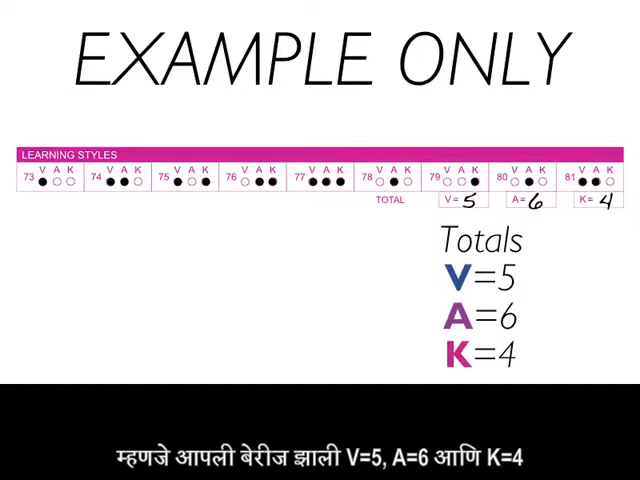 EXAMPLE ONLY
LEARNING STYLES
73 V A K 74 V A K 75 V A K 76 V A K 77 V A K 78 V A K 79 V A K 80 V A K 81 V A K
TOTAL V= 5 A= 6 K= 4
Totals
V=5
A=6
K=4
म्हणजे आपली बेरीज झाली V=5, A=6 आणि K=4